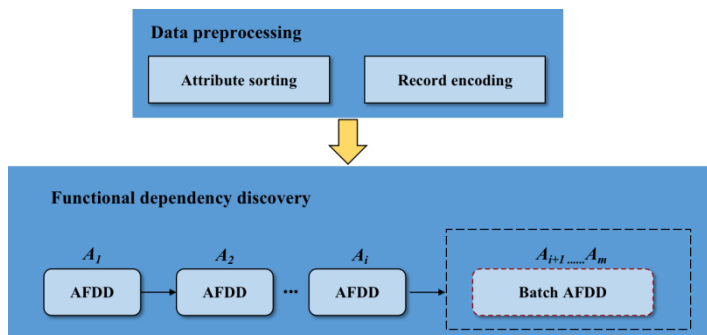 Data preprocessing
Attribute sorting Record encoding
Functional dependency discovery
A1 A2 Ai Ai+1 ...... Am
AFDD AFDD ... AFDD Batch AFDD